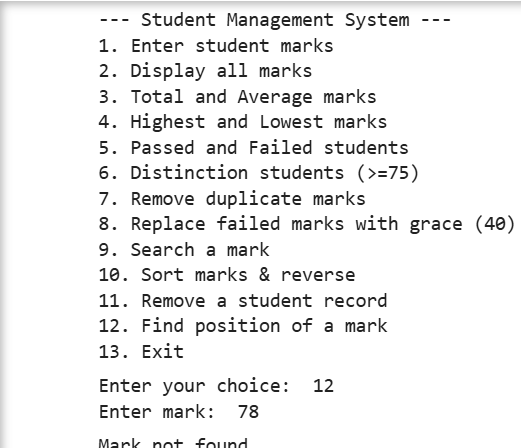 --- Student Management System ---
1. Enter student marks
2. Display all marks
3. Total and Average marks
4. Highest and Lowest marks
5. Passed and Failed students
6. Distinction students (>=75)
7. Remove duplicate marks
8. Replace failed marks with grace (40)
9. Search a mark
10. Sort marks & reverse
11. Remove a student record
12. Find position of a mark
13. Exit
Enter your choice:  12
Enter mark:  78
Mark not found